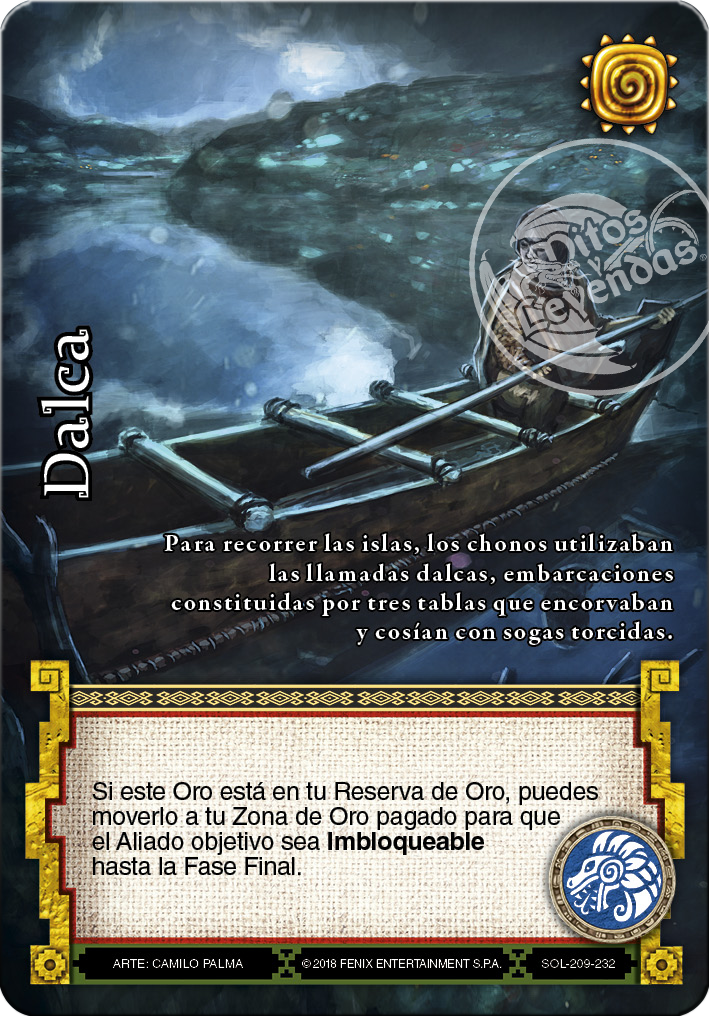 Mitos
y
Leyendas
Dalca
Para recorrer las islas, los chonos utilizaban
las llamadas dalcas, embarcaciones
constituidas por tres tablas que encorvaban
y cosían con sogas torcidas.
Si este Oro está en tu Reserva de Oro, puedes
moverlo a tu Zona de Oro pagado para que
el Aliado objetivo sea Imbloqueable
hasta la Fase Final.
ARTE: CAMILO PALMA
©2018 FENIX ENTERTAINMENT S.P.A.
SOL-209-232